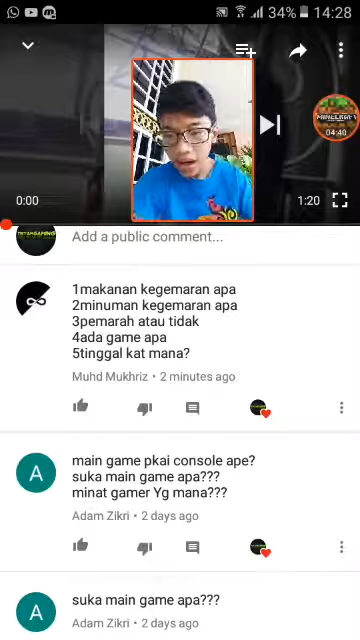 34% 14:28
MINECRAFT
04:40
0:00
1:20
Add a public comment...
1makanan kegemaran apa
2minuman kegemaran apa
3pemarah atau tidak
4ada game apa
5tinggal kat mana?
Muhd Mukhriz • 2 minutes ago
A
main game pkai console ape?
suka main game apa???
minat gamer Yg mana???
Adam Zikri • 2 days ago
A
suka main game apa???
Adam Zikri • 2 days ago